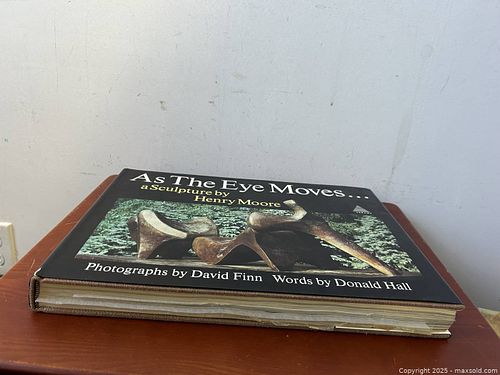 As The Eye Moves...
a Sculpture by
Henry Moore
Photographs by David Finn Words by Donald Hall
Copyright 2025 - maxsold.com